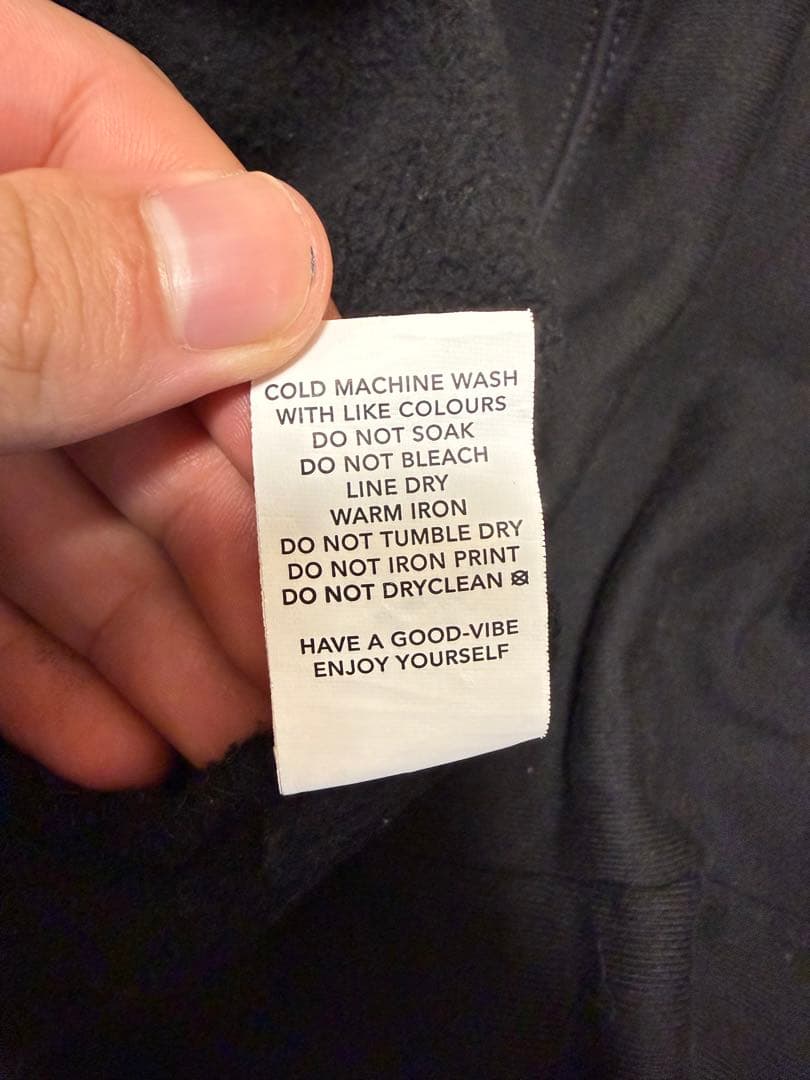 COLD MACHINE WASH
WITH LIKE COLOURS
DO NOT SOAK
DO NOT BLEACH
LINE DRY
WARM IRON
DO NOT TUMBLE DRY
DO NOT IRON PRINT
DO NOT DRYCLEAN
HAVE A GOOD-VIBE
ENJOY YOURSELF